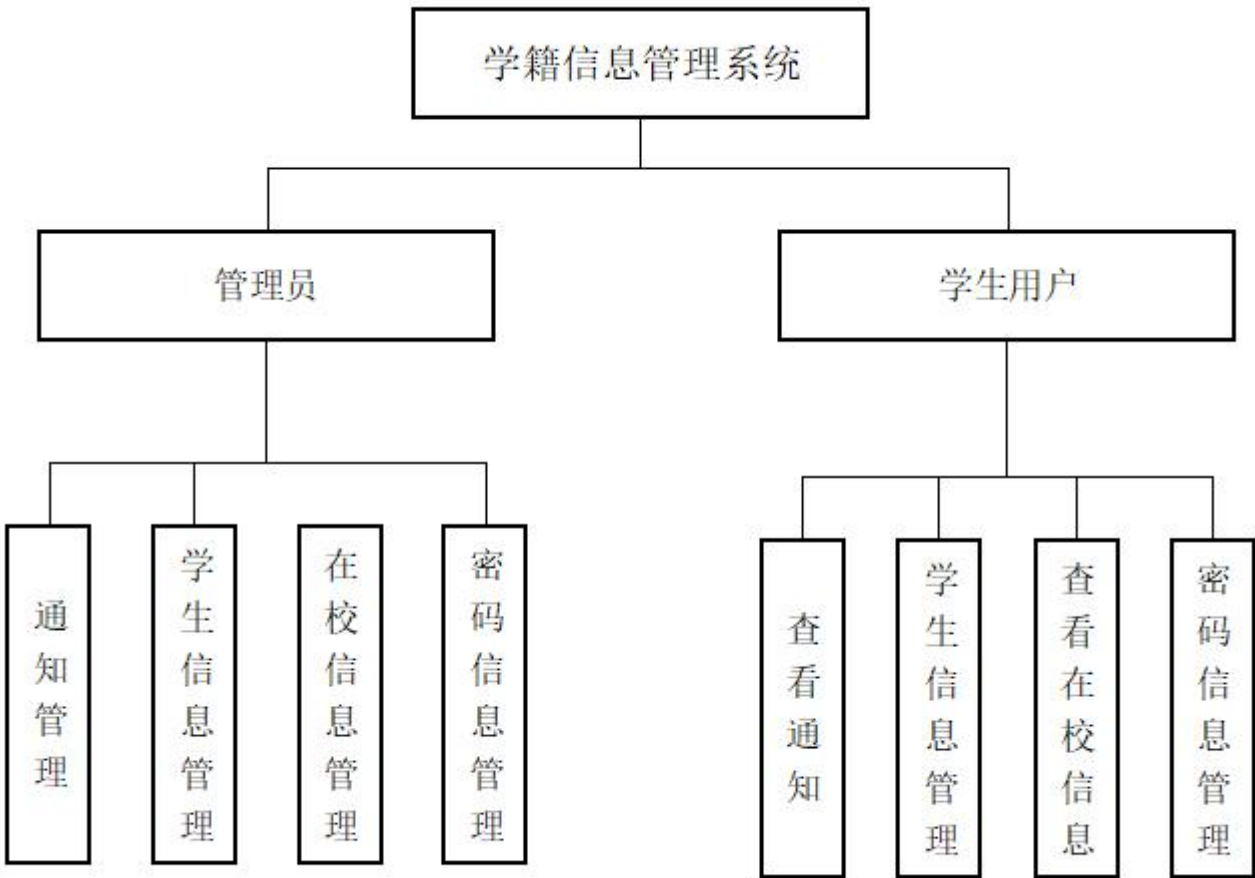 学籍信息管理系统
管理员
学生用户
通知管理
学生信息管理
在校信息管理
密码信息管理
查看通知
学生信息管理
查看在校信息
密码信息管理